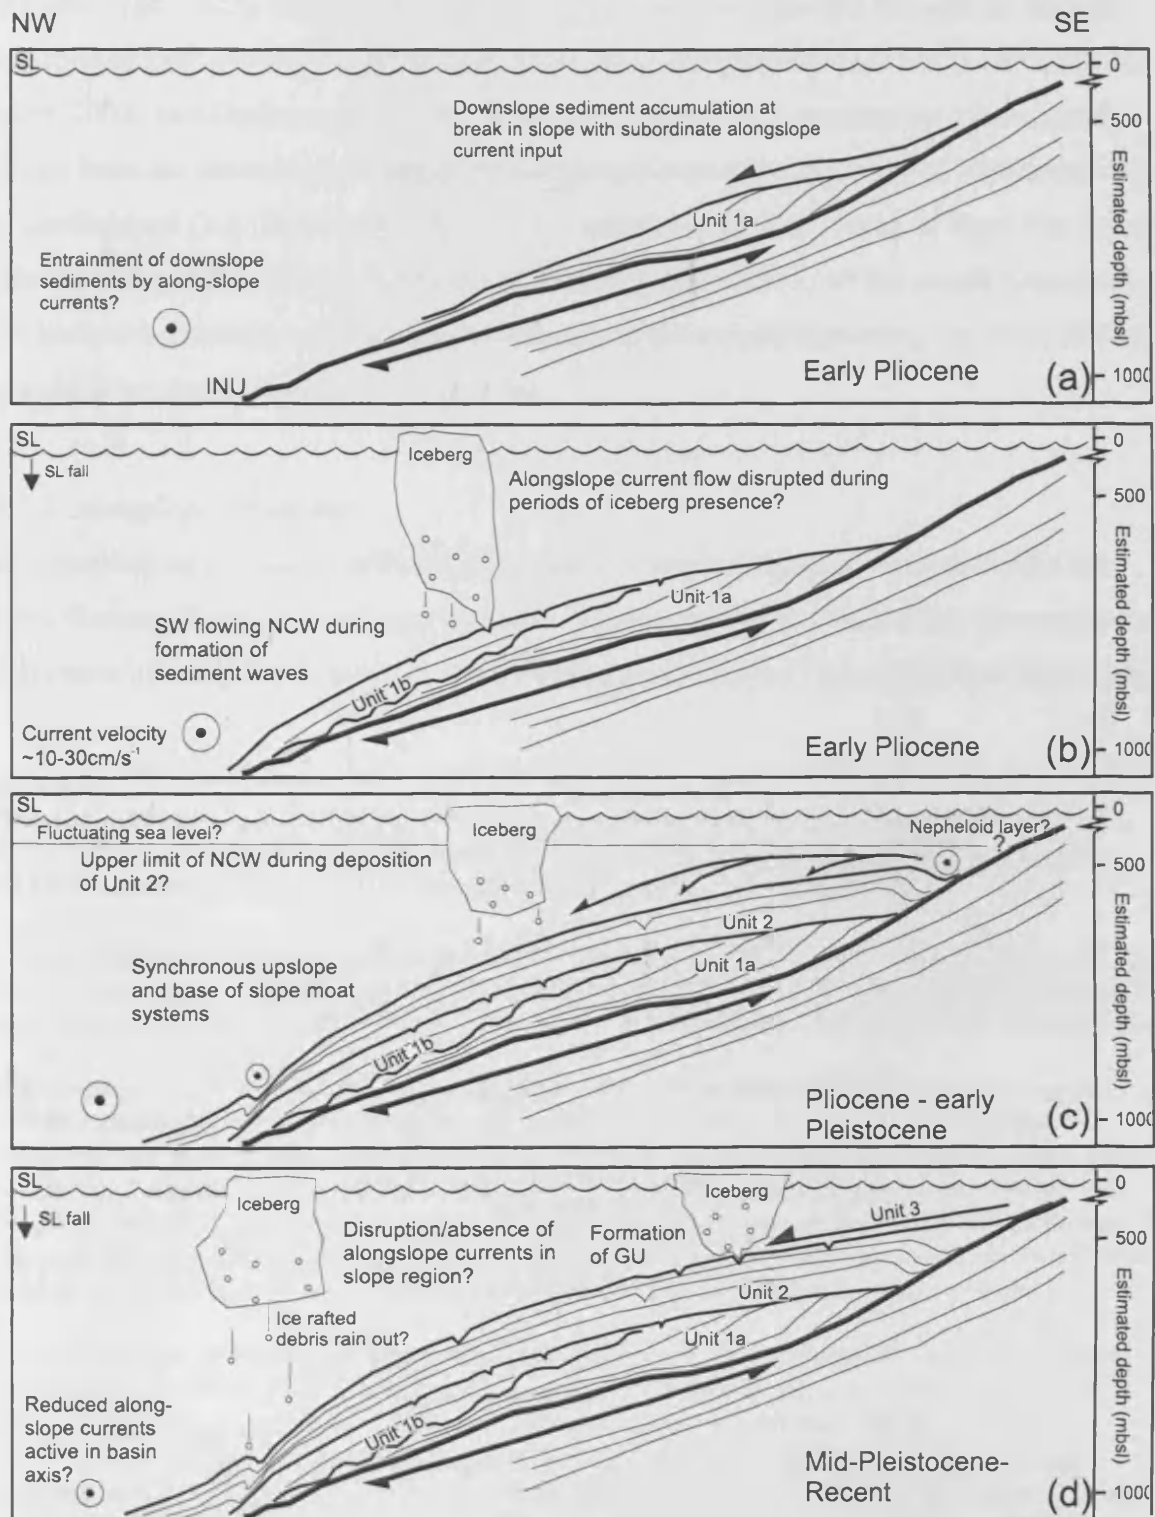 NW
SE
SL
0
Downslope sediment accumulation at
break in slope with subordinate alongslope
current input
500
Unit 1a
Estimated depth (mbsl)
Entrainment of downslope
sediments by along-slope
currents?
INU
Early Pliocene
(a)
1000
SL
SL fall
Iceberg
0
Alongslope current flow disrupted during
periods of iceberg presence?
500
Unit 1a
Estimated depth (mbsl)
SW flowing NCW during
formation of
sediment waves
Unit 1b
Current velocity
~10-30cm/s⁻¹
Early Pliocene
(b)
1000
SL
0
Fluctuating sea level?
Iceberg
Nepheloid layer?
?
Upper limit of NCW during deposition
of Unit 2?
500
Unit 2
Estimated depth (mbsl)
Synchronous upslope
and base of slope moat
systems
Unit 1a
Unit 1b
Pliocene - early
Pleistocene
(c)
1000
SL
SL fall
Iceberg
Iceberg
0
Disruption/absence of
alongslope currents in
slope region?
Formation
of GU
Unit 3
500
Unit 2
Estimated depth (mbsl)
Ice rafted
debris rain out?
Unit 1a
Reduced along-
slope currents
active in basin
axis?
Unit 1b
Mid-Pleistocene-
Recent
(d)
1000